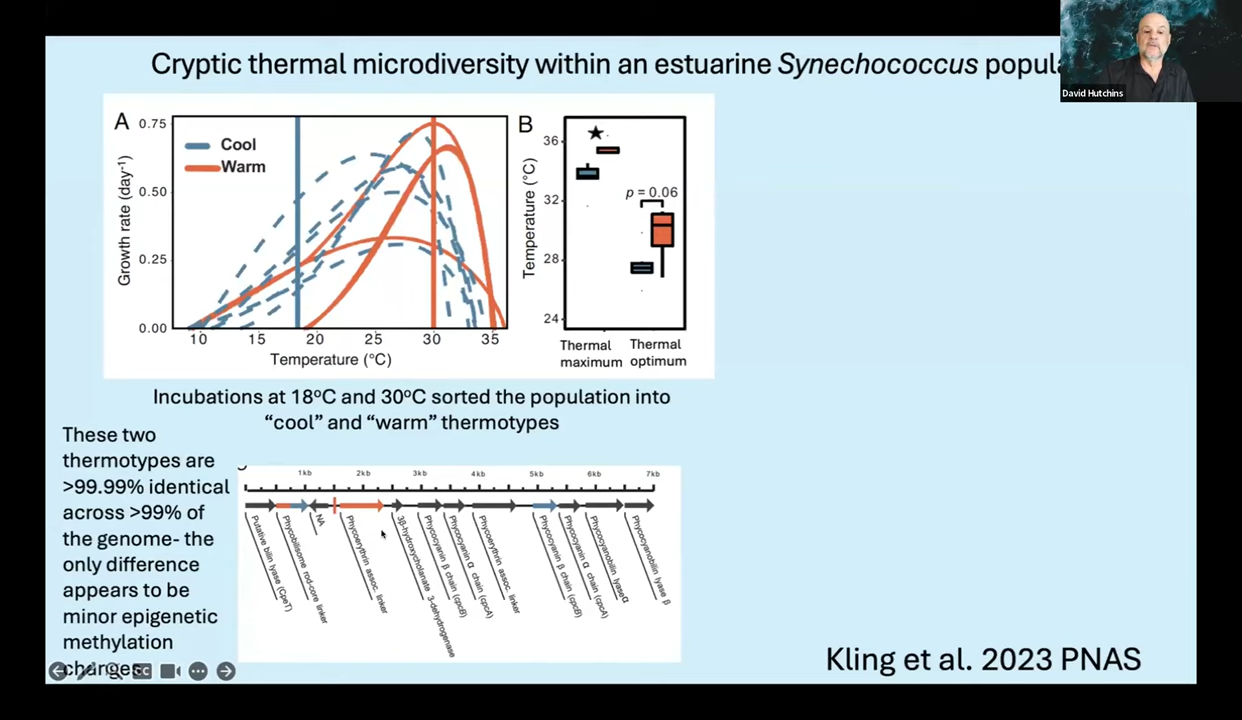 Cryptic thermal microdiversity within an estuarine Synechococcus popula
David Hutchins
A
0.75
0.50
0.25
0.00
Growth rate (day⁻¹)
Cool
Warm
10 15 20 25 30 35
Temperature (°C)
B
36
32
28
24
Temperature (°C)
★
p = 0.06
Thermal maximum
Thermal optimum
Incubations at 18°C and 30°C sorted the population into
“cool” and “warm” thermotypes
These two
thermotypes are
>99.99% identical
across >99% of
the genome- the
only difference
appears to be
minor epigenetic
methylation
changes
1kb 2kb 3kb 4kb 5kb 6kb 7kb
Putative bilin lyase (CpeT)
Phycobilisome rod-core linker
NA
Phycoerythrin assoc. linker
3β-hydroxycholanate 3-dehydrogenase
Phycocyanin β chain (cpcB)
Phycocyanin α chain (cpcA)
Phycoerythrin assoc. linker
Phycocyanin β chain (cpcB)
Phycocyanin α chain (cpcA)
Phycocyanobilin lyaseα
Phycocyanobilin lyase β
Kling et al. 2023 PNAS
CC